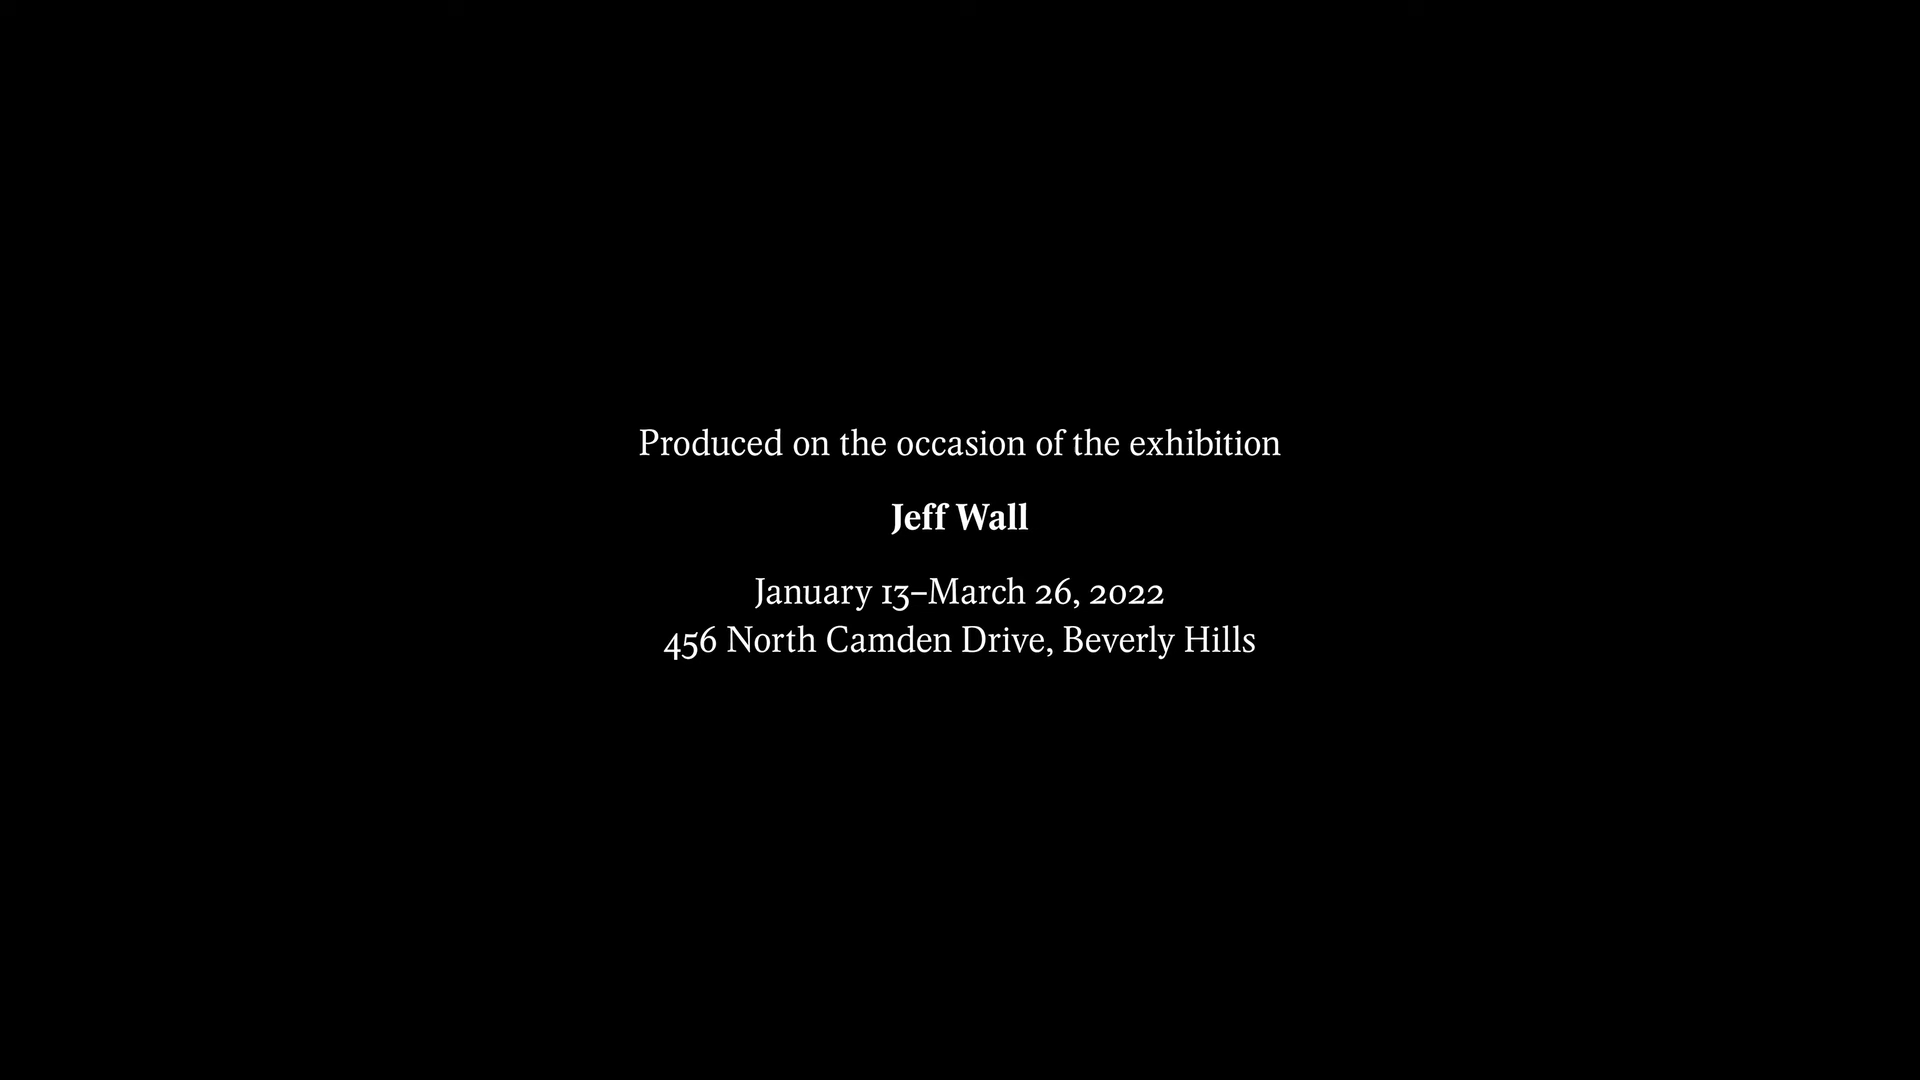 Produced on the occasion of the exhibition
Jeff Wall
January 13–March 26, 2022
456 North Camden Drive, Beverly Hills